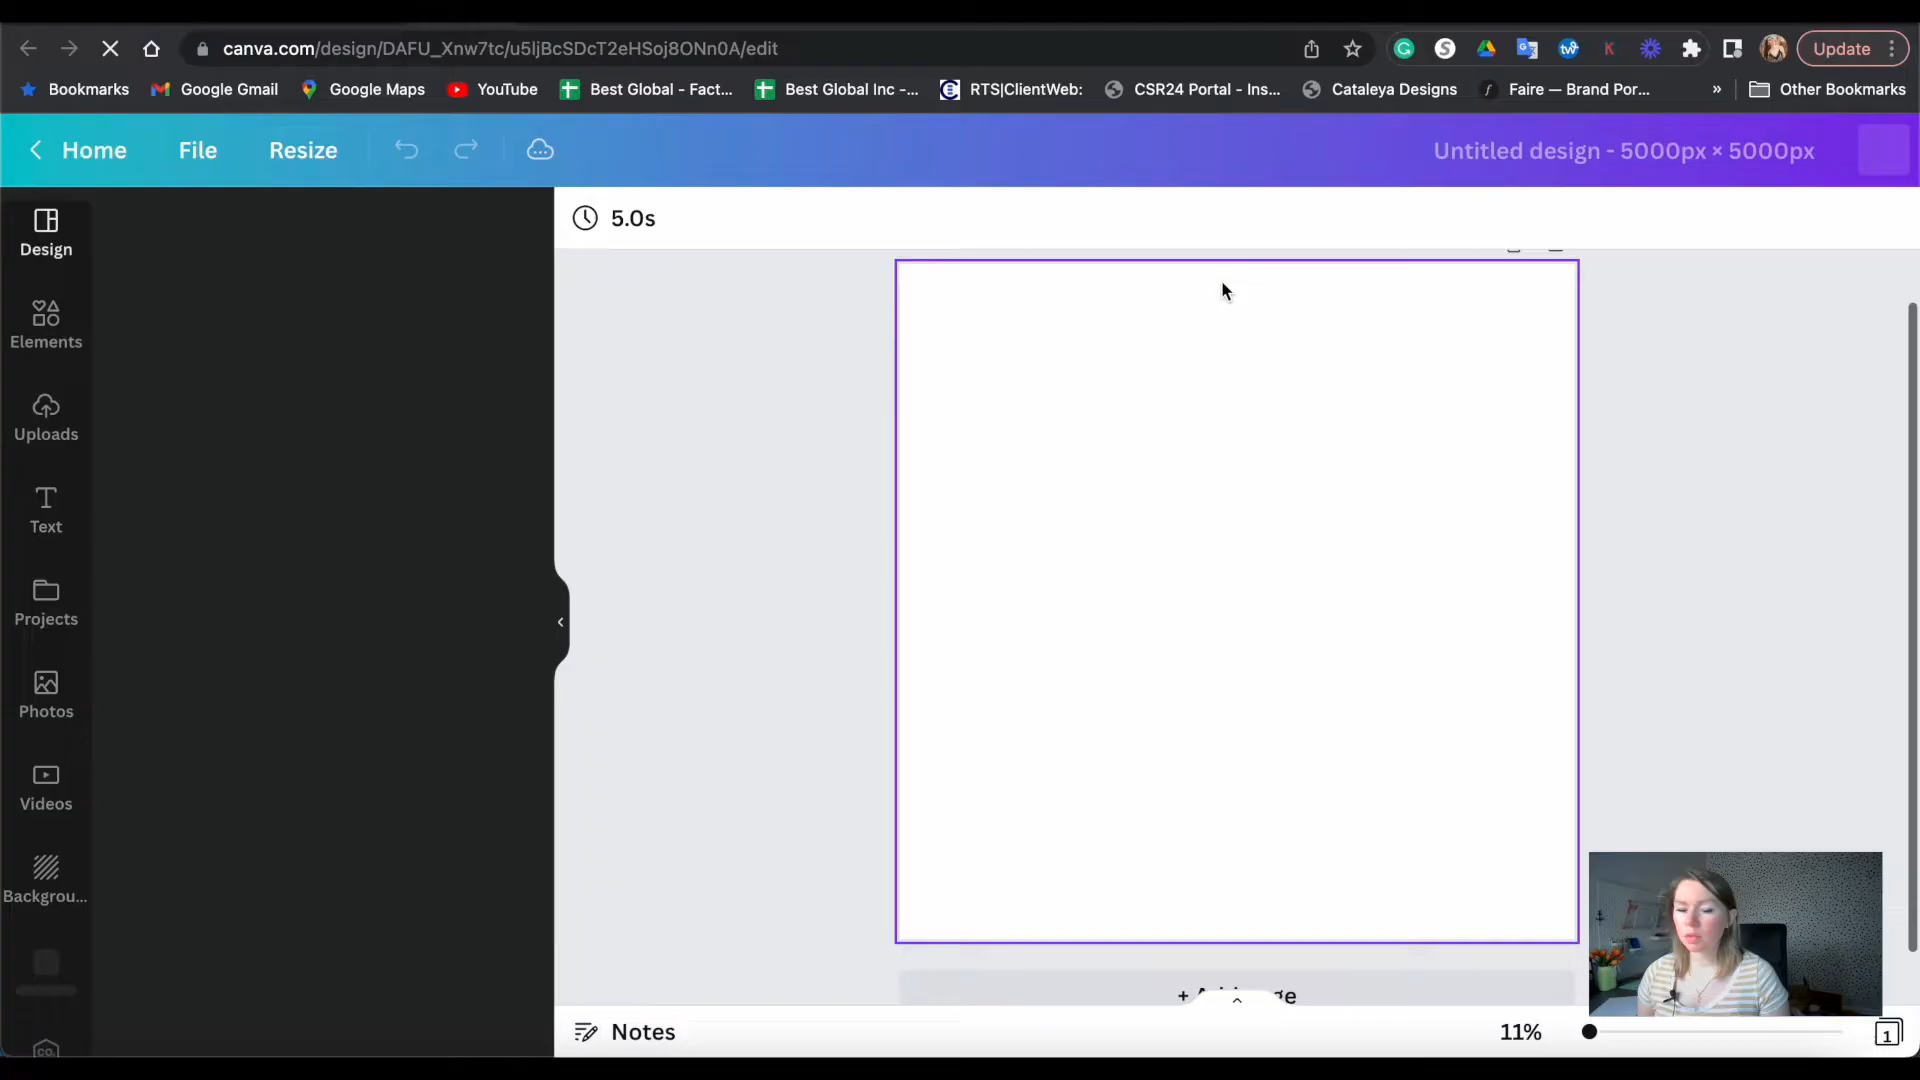 canva.com/design/DAFU_Xnw7tc/u5ljBcSDcT2eHSoj8ONn0A/edit
Update
Bookmarks
Google Gmail
Google Maps
YouTube
Best Global - Fact...
Best Global Inc -...
RTS|ClientWeb:
CSR24 Portal - Ins...
Cataleya Designs
Faire — Brand Por...
»
Other Bookmarks
Home
File
Resize
Untitled design - 5000px × 5000px
5.0s
Design
Elements
Uploads
Text
Projects
Photos
Videos
Backgrou...
co.
Notes
11%
1